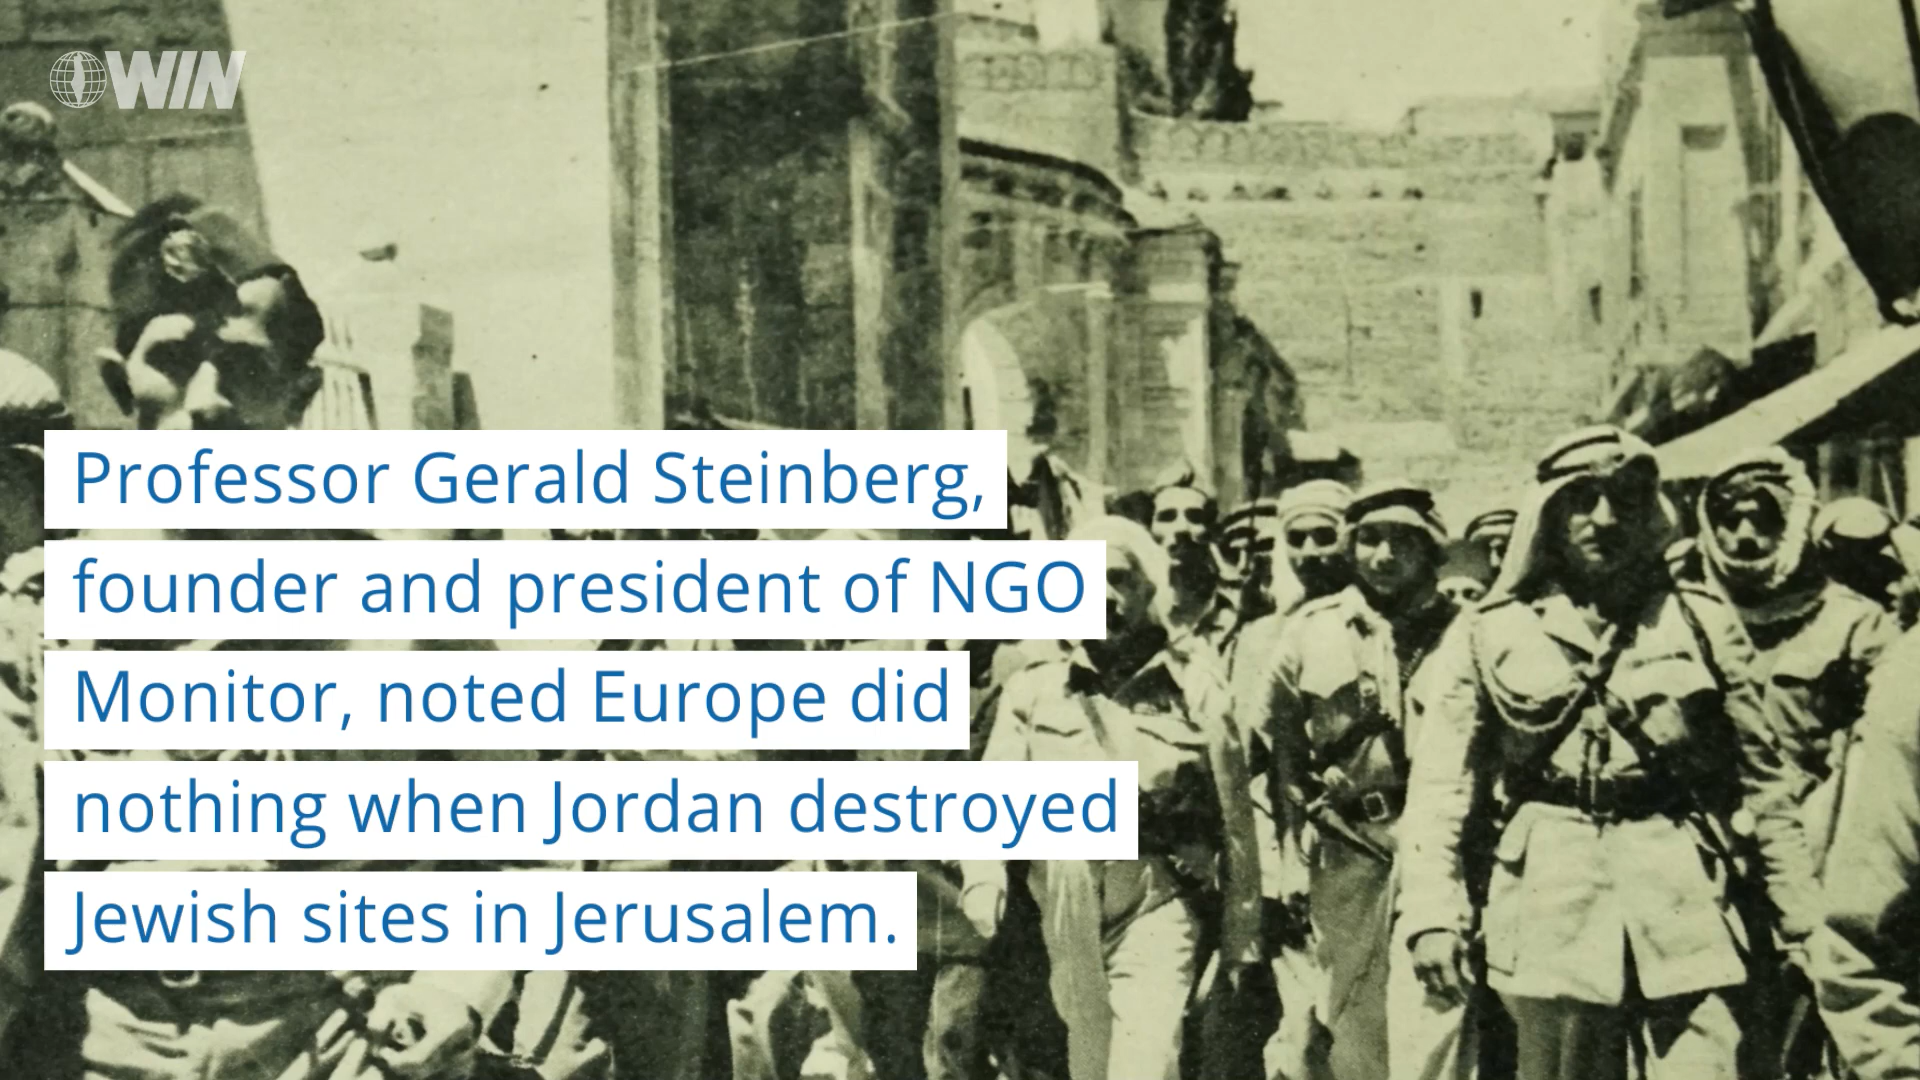 WIN
Professor Gerald Steinberg,
founder and president of NGO
Monitor, noted Europe did
nothing when Jordan destroyed
Jewish sites in Jerusalem.